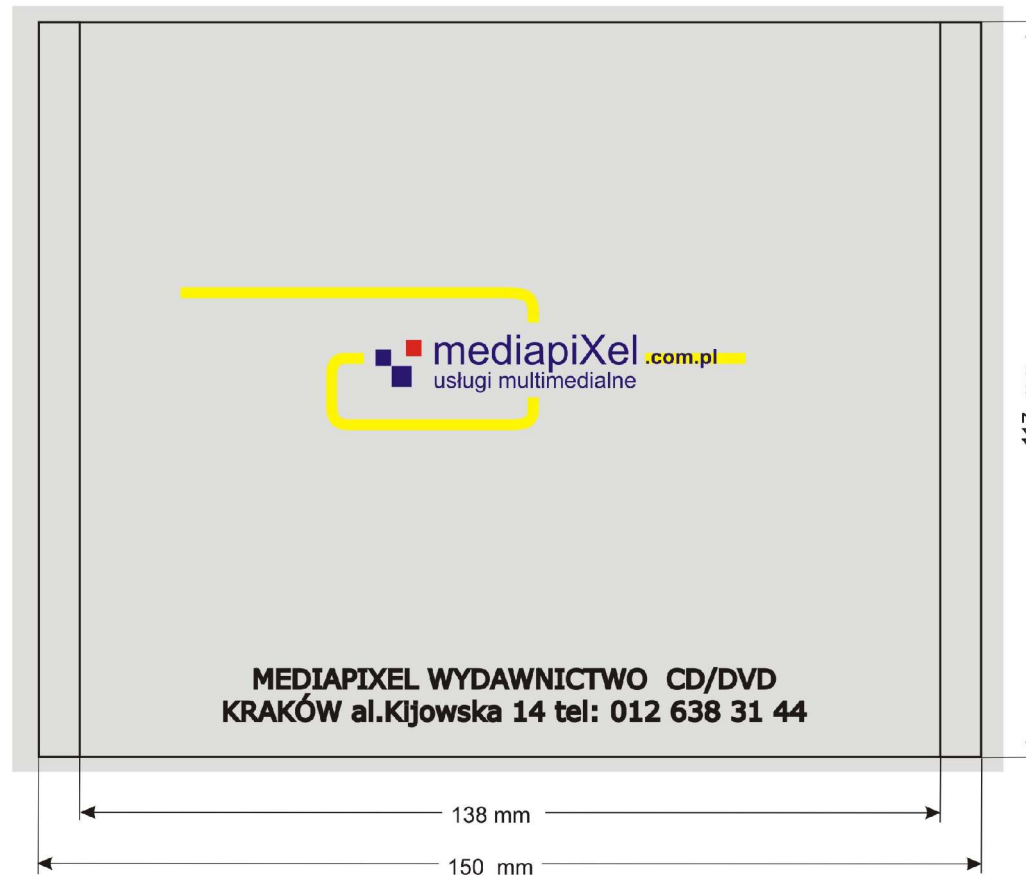 mediapiXel .com.pl
usługi multimedialne
MEDIAPIXEL WYDAWNICTWO CD/DVD
KRAKÓW al.Kijowska 14 tel: 012 638 31 44
138 mm
150 mm